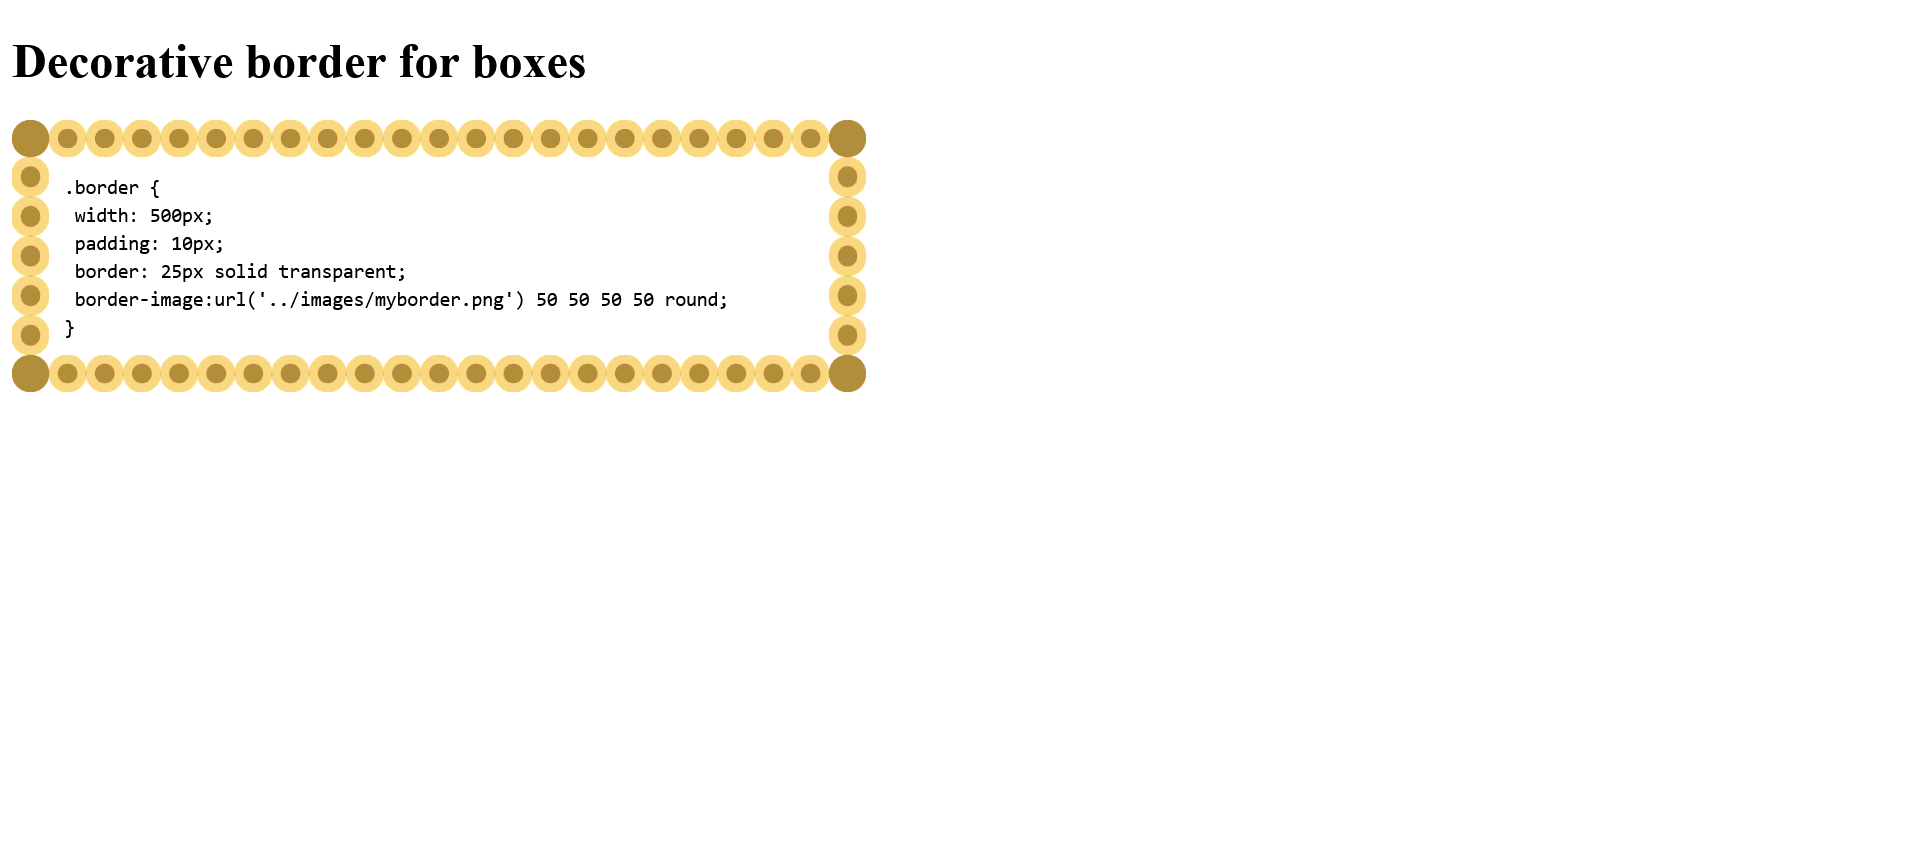 Decorative border for boxes
.border {
 width: 500px;
 padding: 10px;
 border: 25px solid transparent;
 border-image:url('../images/myborder.png') 50 50 50 50 round;
}